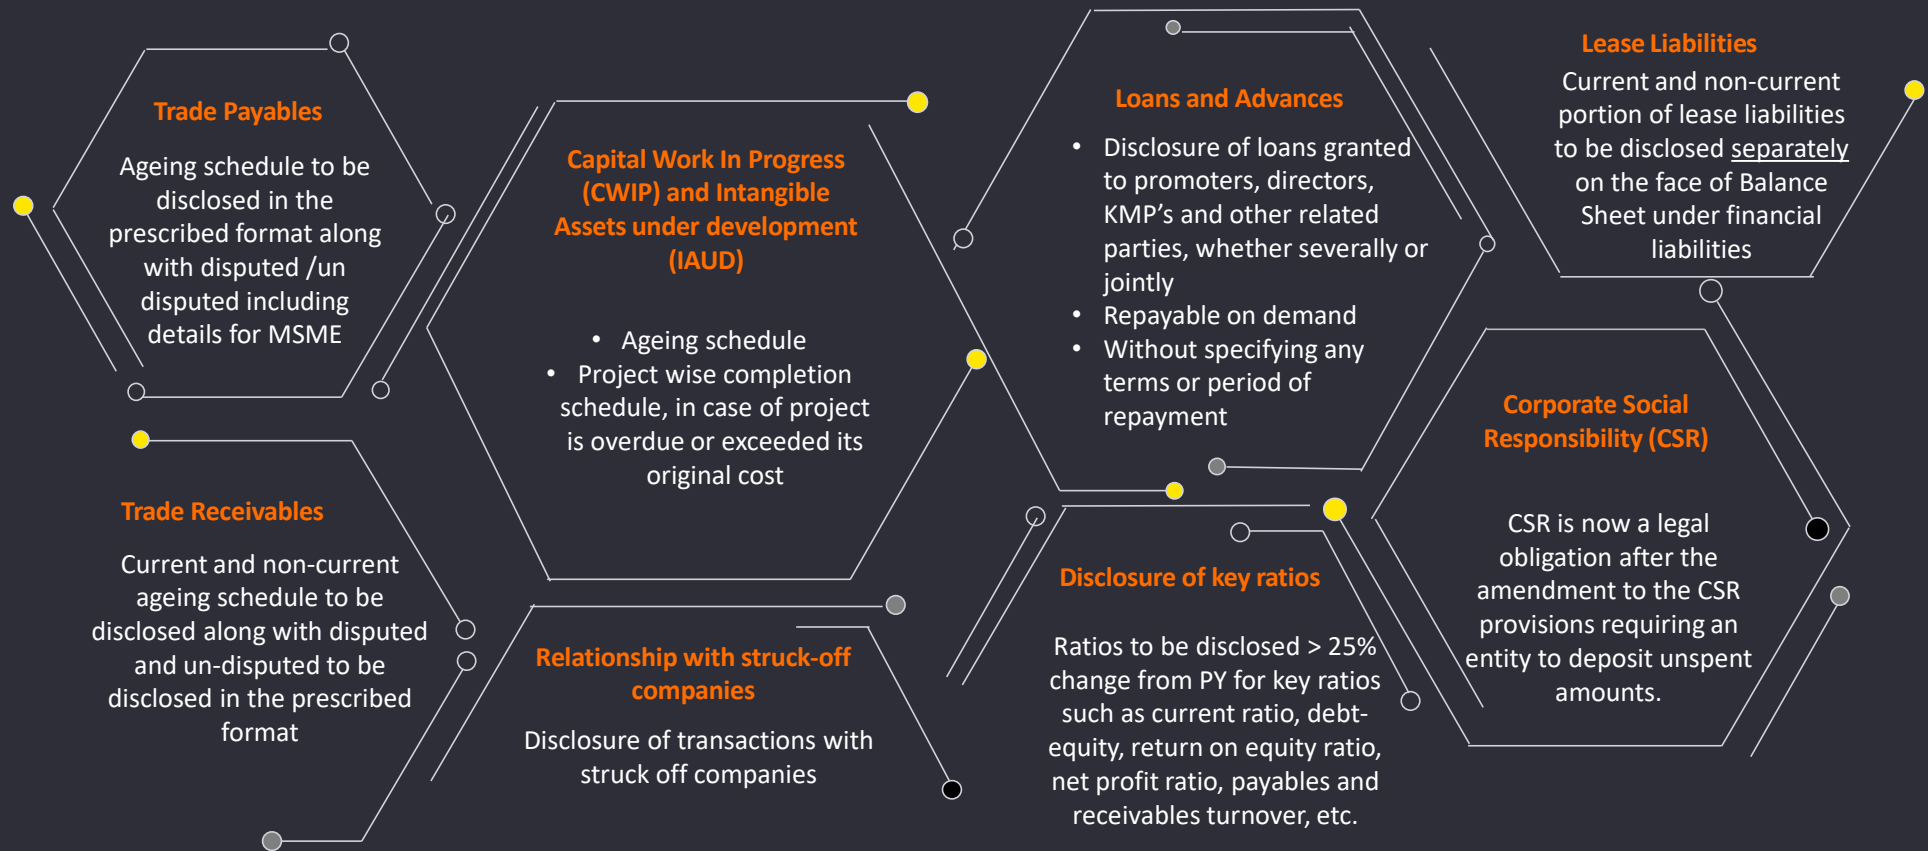 Trade Payables
Ageing schedule to be
disclosed in the
prescribed format along
with disputed /un
disputed including
details for MSME
Trade Receivables
Current and non-current
ageing schedule to be
disclosed along with disputed
and un-disputed to be
disclosed in the prescribed
format
Capital Work In Progress
(CWIP) and Intangible
Assets under development
(IAUD)
• Ageing schedule
• Project wise completion
schedule, in case of project
is overdue or exceeded its
original cost
Relationship with struck-off
companies
Disclosure of transactions with
struck off companies
Loans and Advances
• Disclosure of loans granted
to promoters, directors,
KMP's and other related
parties, whether severally or
jointly
• Repayable on demand
• Without specifying any
terms or period of
repayment
Disclosure of key ratios
Ratios to be disclosed > 25%
change from PY for key ratios
such as current ratio, debt-
equity, return on equity ratio,
net profit ratio, payables and
receivables turnover, etc.
Lease Liabilities
Current and non-current
portion of lease liabilities
to be disclosed separately
on the face of Balance
Sheet under financial
liabilities
Corporate Social
Responsibility (CSR)
CSR is now a legal
obligation after the
amendment to the CSR
provisions requiring an
entity to deposit unspent
amounts.